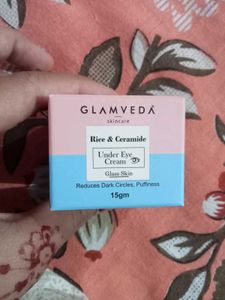 GLAMVEDA
skincare
Rice & Ceramide
Under Eye
Cream
Glass Skin
Reduces Dark Circles, Puffiness
15gm